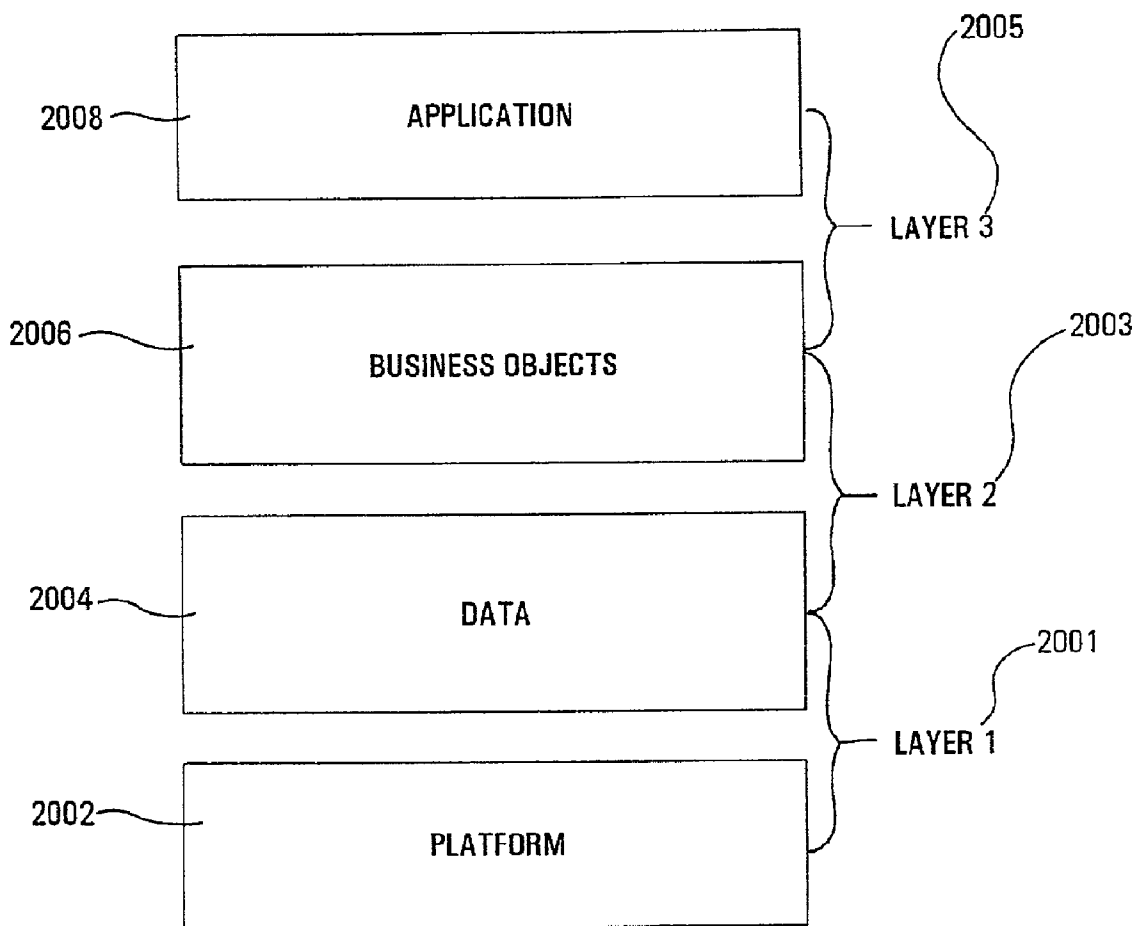 2005
2008
APPLICATION
LAYER 3
2006
BUSINESS OBJECTS
2003
LAYER 2
2004
DATA
2001
LAYER 1
2002
PLATFORM